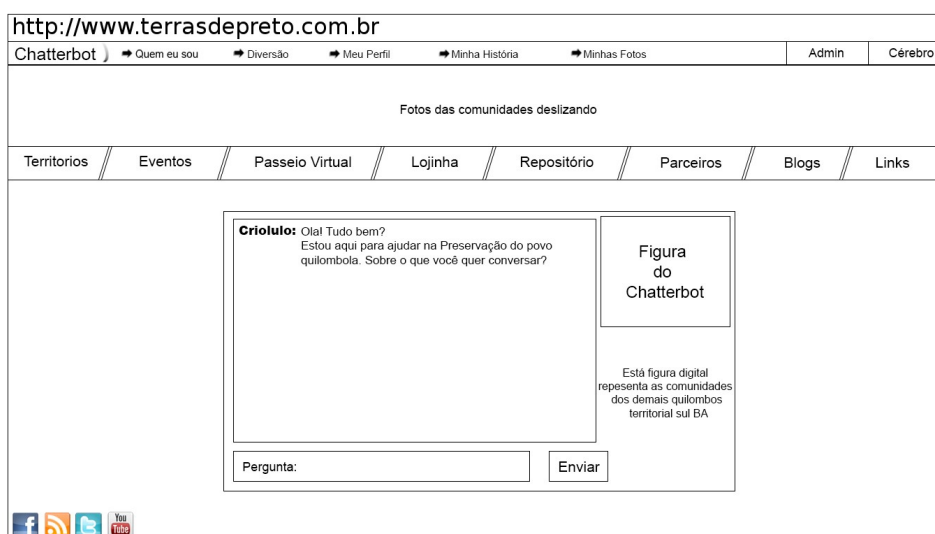 http://www.terrasdepreto.com.br
Chatterbot Quem eu sou Diversão Meu Perfil Minha História Minhas Fotos Admin Cérebro
Fotos das comunidades deslizando
Territorios Eventos Passeio Virtual Lojinha Repositório Parceiros Blogs Links
Criolulo: Ola! Tudo bem?
Estou aqui para ajudar na Preservação do povo
quilombola. Sobre o que você quer conversar?
Figura
do
Chatterbot
Está figura digital
repesenta as comunidades
dos demais quilombos
territorial sul BA
Pergunta:
Enviar
You
Tube